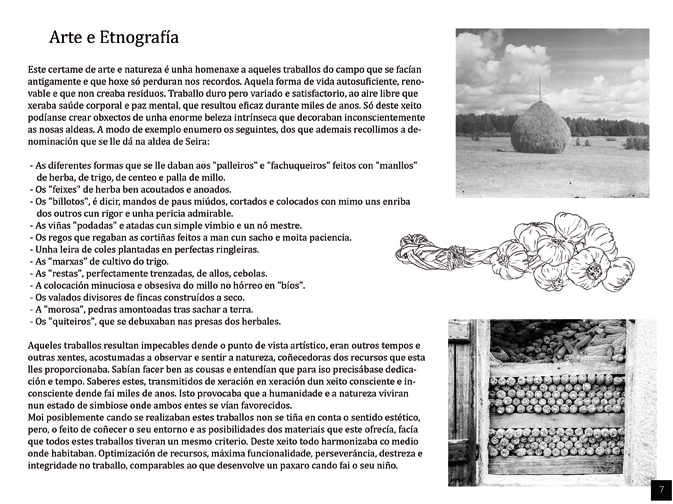 Arte e Etnografía
Este certame de arte e natureza é unha homenaxe a aqueles traballos do campo que se facían
antigamente e que hoxe só perduran nos recordos. Aquela forma de vida autosuficiente, reno-
vable e que non creaba residuos. Traballo duro pero variado e satisfactorio, ao aire libre que
xeraba saúde corporal e paz mental, que resultou eficaz durante miles de anos. Só deste xeito
podíanse crear obxectos de unha enorme beleza intrínseca que decoraban inconscientemente
as nosas aldeas. A modo de exemplo enumero os seguintes, dos que ademais recollimos a de-
nominación que se lle dá na aldea de Seira:
- As diferentes formas que se lle daban aos "palleiros" e "fachuqueiros" feitos con "manllos"
de herba, de trigo, de centeo e palla de millo.
- Os "feixes" de herba ben acoutados e anoados.
- Os "billotos", é dicir, mandos de paus miúdos, cortados e colocados con mimo uns enriba
dos outros cun rigor e unha pericia admirable.
- As viñas "podadas" e atadas cun simple vimbio e un nó mestre.
- Os regos que regaban as cortiñas feitos a man cun sacho e moita paciencia.
- Unha leira de coles plantadas en perfectas ringleiras.
- As "marxas" de cultivo do trigo.
- As "restas", perfectamente trenzadas, de allos, cebolas.
- A colocación minuciosa e obsesiva do millo no hórreo en "bíos".
- Os valados divisores de fincas construídos a seco.
- A "morosa", pedras amontoadas tras sachar a terra.
- Os "quiteiros", que se debuxaban nas presas dos herbales.
Aqueles traballos resultan impecables dende o punto de vista artístico, eran outros tempos e
outras xentes, acostumadas a observar e sentir a natureza, coñecedoras dos recursos que esta
lles proporcionaba. Sabían facer ben as cousas e entendían que para iso precisábase dedica-
ción e tempo. Saberes estes, transmitidos de xeración en xeración dun xeito consciente e in-
consciente dende fai miles de anos. Isto provocaba que a humanidade e a natureza viviran
nun estado de simbiose onde ambos entes se vían favorecidos.
Moi posiblemente cando se realizaban estes traballos non se tiña en conta o sentido estético,
pero, o feito de coñecer o seu entorno e as posibilidades dos materiais que este ofrecía, facía
que todos estes traballos tiveran un mesmo criterio. Deste xeito todo harmonizaba co medio
onde habitaban. Optimización de recursos, máxima funcionalidade, perseveráncia, destreza e
integridade no traballo, comparables ao que desenvolve un paxaro cando fai o seu niño.
7